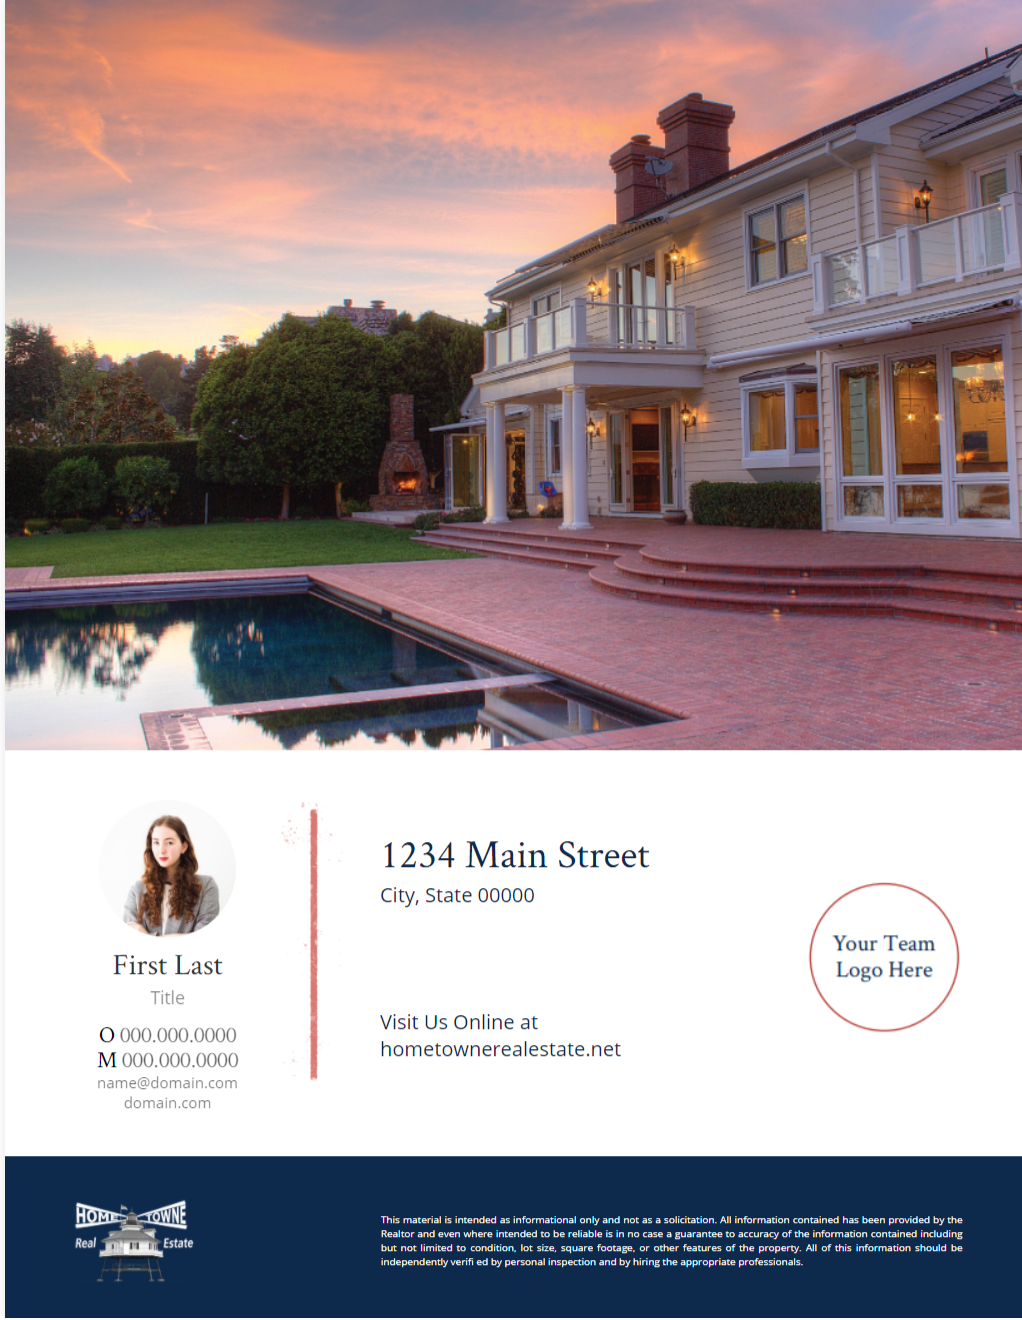 1234 Main Street
City, State 00000
Your Team
Logo Here
First Last
Title
O 000.000.0000
M 000.000.0000
name@domain.com
domain.com
Visit Us Online at
hometownerealestate.net
HOME TOWNE
Real Estate
This material is intended as informational only and not as a solicitation. All information contained has been provided by the
Realtor and even where intended to be reliable is in no case a guarantee to accuracy of the information contained including
but not limited to condition, lot size, square footage, or other features of the property. All of this information should be
independently verifi ed by personal inspection and by hiring the appropriate professionals.